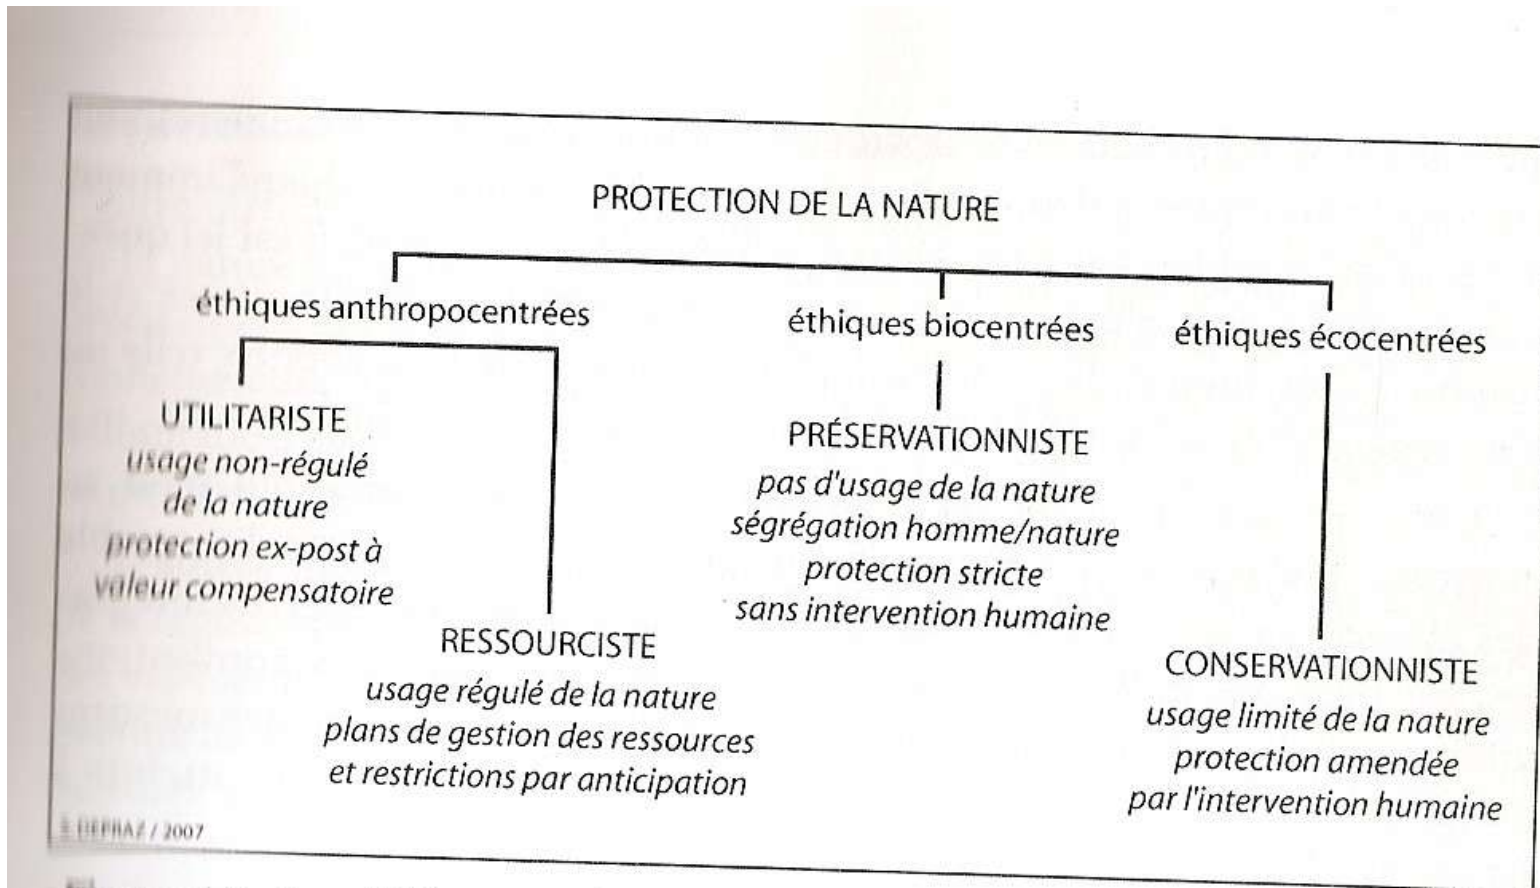 PROTECTION DE LA NATURE
éthiques anthropocentrées
éthiques biocentrées
éthiques écocentrées
UTILITARISTE
usage non-régulé
de la nature
protection ex-post à
valeur compensatoire
RESSOURCISTE
usage régulé de la nature
plans de gestion des ressources
et restrictions par anticipation
PRÉSERVATIONNISTE
pas d'usage de la nature
ségrégation homme/nature
protection stricte
sans intervention humaine
CONSERVATIONNISTE
usage limité de la nature
protection amendée
par l'intervention humaine
DEPRAZ / 2007